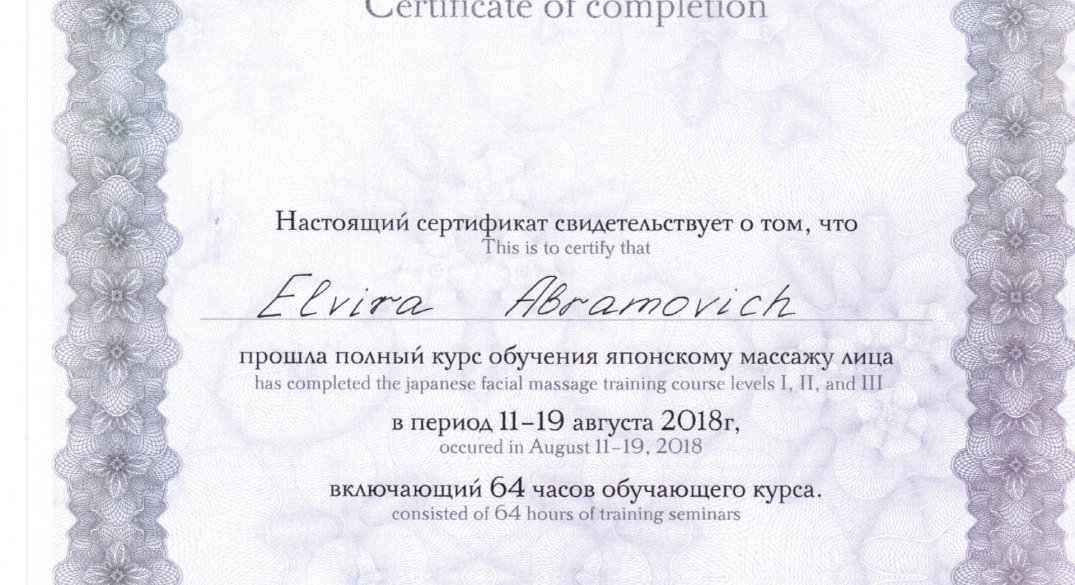 Certificate of completion
Настоящий сертификат свидетельствует о том, что
This is to certify that
Elvira Abramovich
прошла полный курс обучения японскому массажу лица
has completed the japanese facial massage training course levels I, II, and III
в период 11–19 августа 2018г,
occured in August 11–19, 2018
включающий 64 часов обучающего курса.
consisted of 64 hours of training seminars